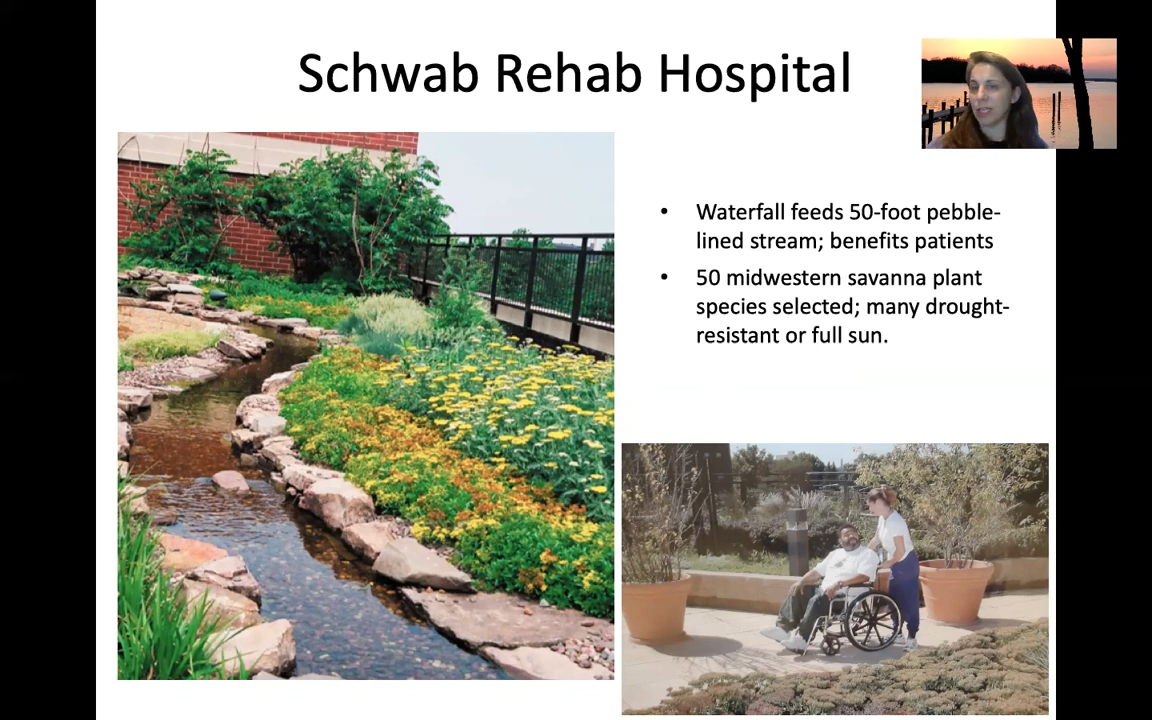 Schwab Rehab Hospital
• Waterfall feeds 50-foot pebble-
lined stream; benefits patients
• 50 midwestern savanna plant
species selected; many drought-
resistant or full sun.